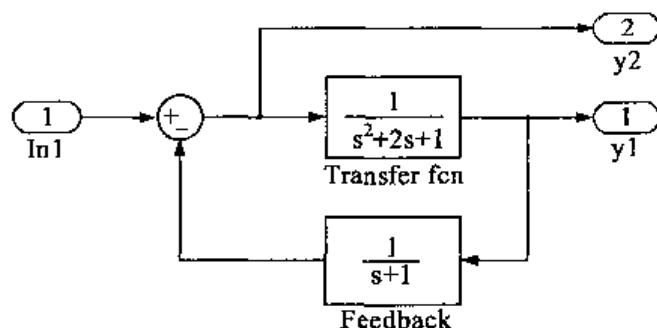 2
y2
1
In1
+
−
1
s²+2s+1
Transfer fcn
1
y1
1
s+1
Feedback